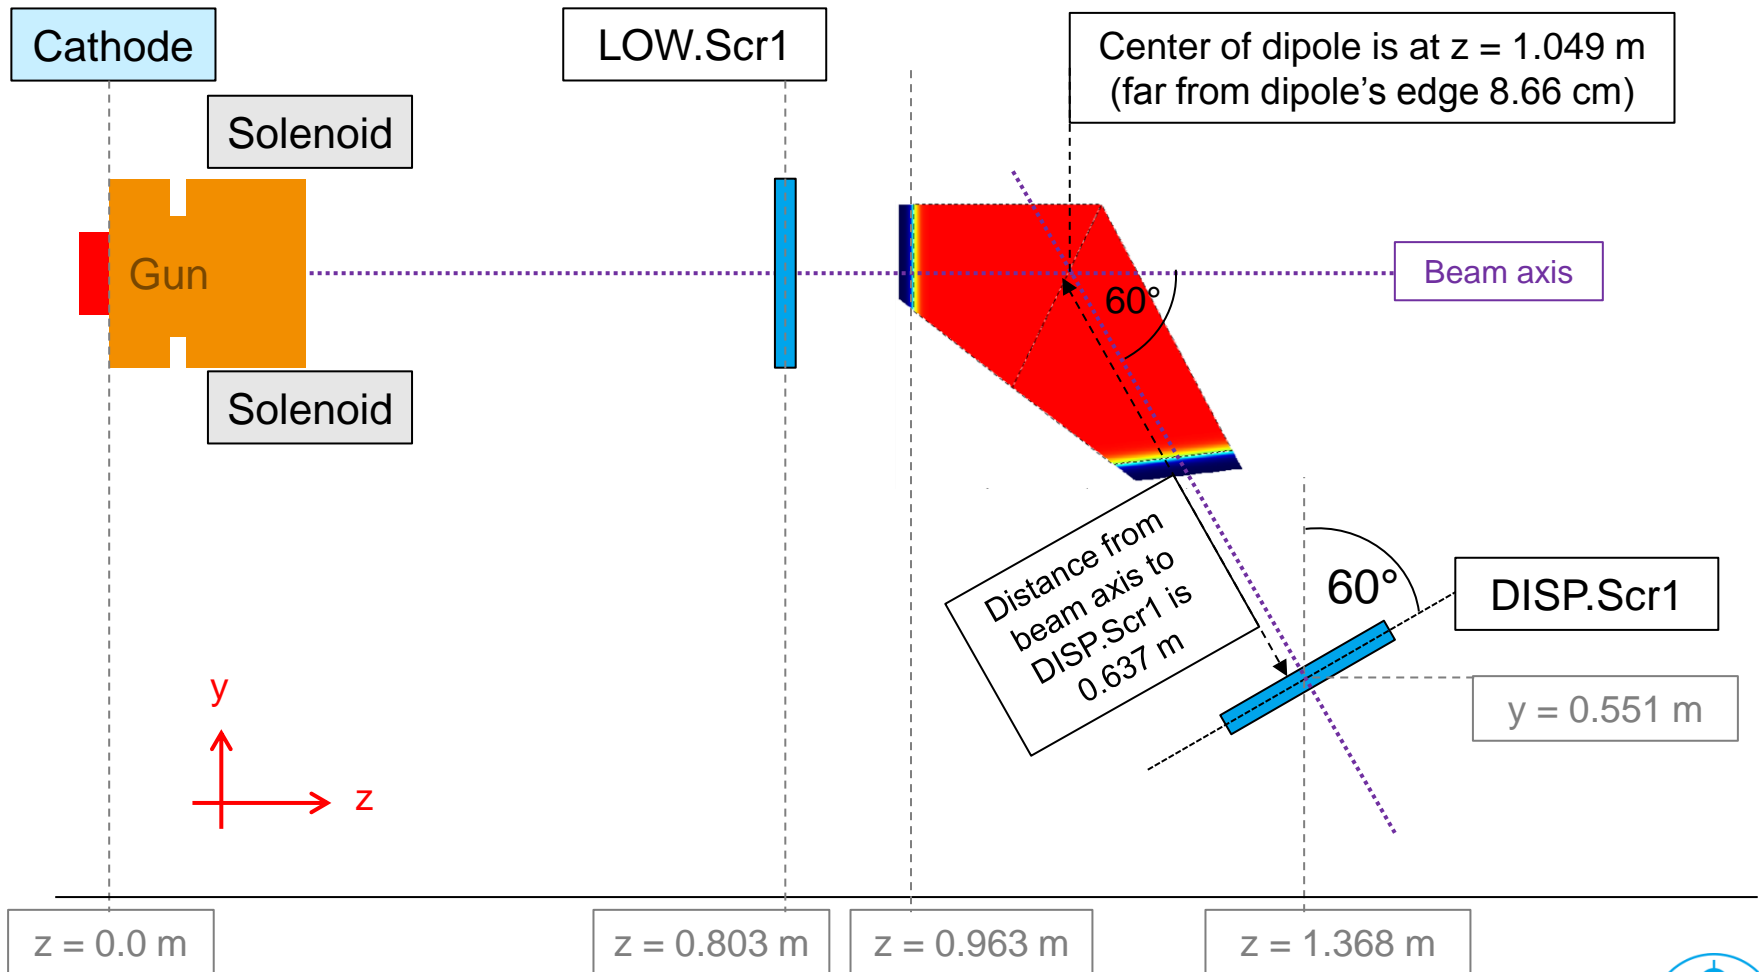 Cathode
LOW.Scr1
Center of dipole is at z = 1.049 m
(far from dipole's edge 8.66 cm)
Solenoid
Gun
60°
Beam axis
Solenoid
Distance from
beam axis to
DISP.Scr1 is
0.637 m
60°
DISP.Scr1
y
y = 0.551 m
z
z = 0.0 m
z = 0.803 m
z = 0.963 m
z = 1.368 m